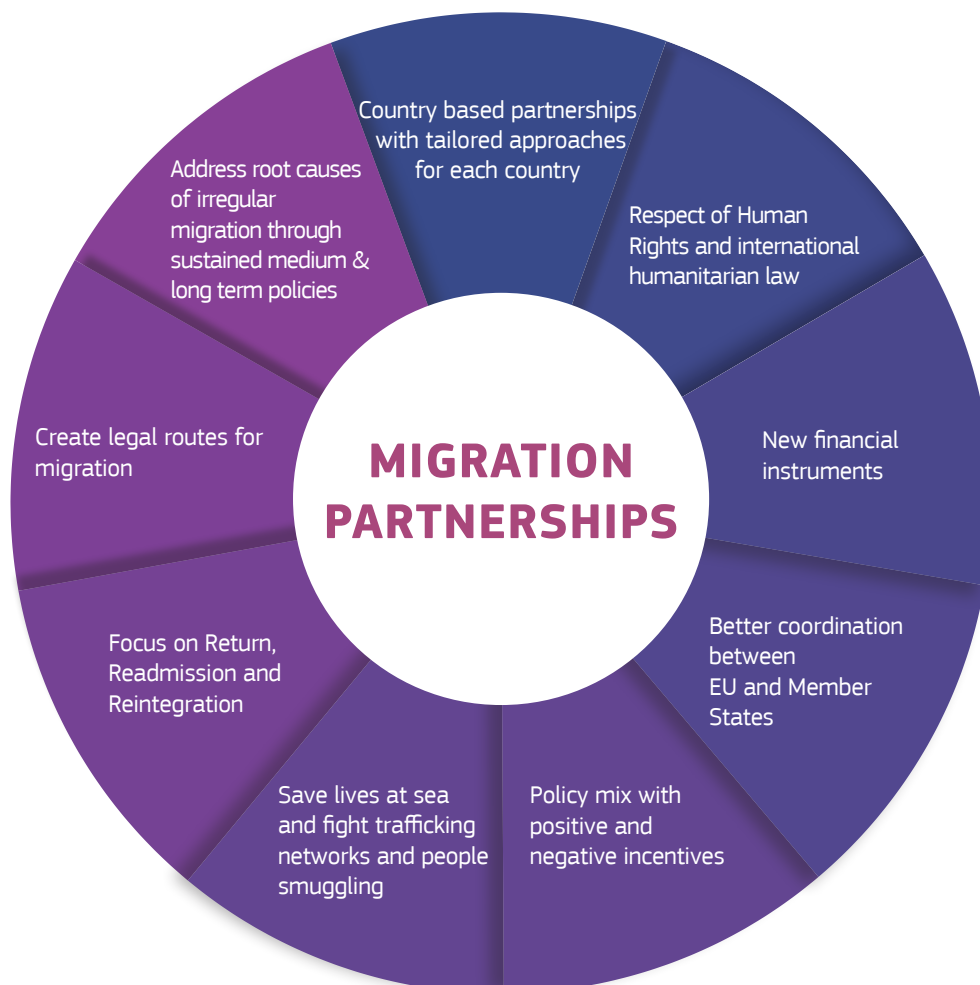 Country based partnerships
with tailored approaches
for each country
Respect of Human
Rights and international
humanitarian law
New financial
instruments
Better coordination
between
EU and Member
States
Policy mix with
positive and
negative incentives
Save lives at sea
and fight trafficking
networks and people
smuggling
Focus on Return,
Readmission and
Reintegration
Create legal routes for
migration
Address root causes
of irregular
migration through
sustained medium &
long term policies
MIGRATION
PARTNERSHIPS